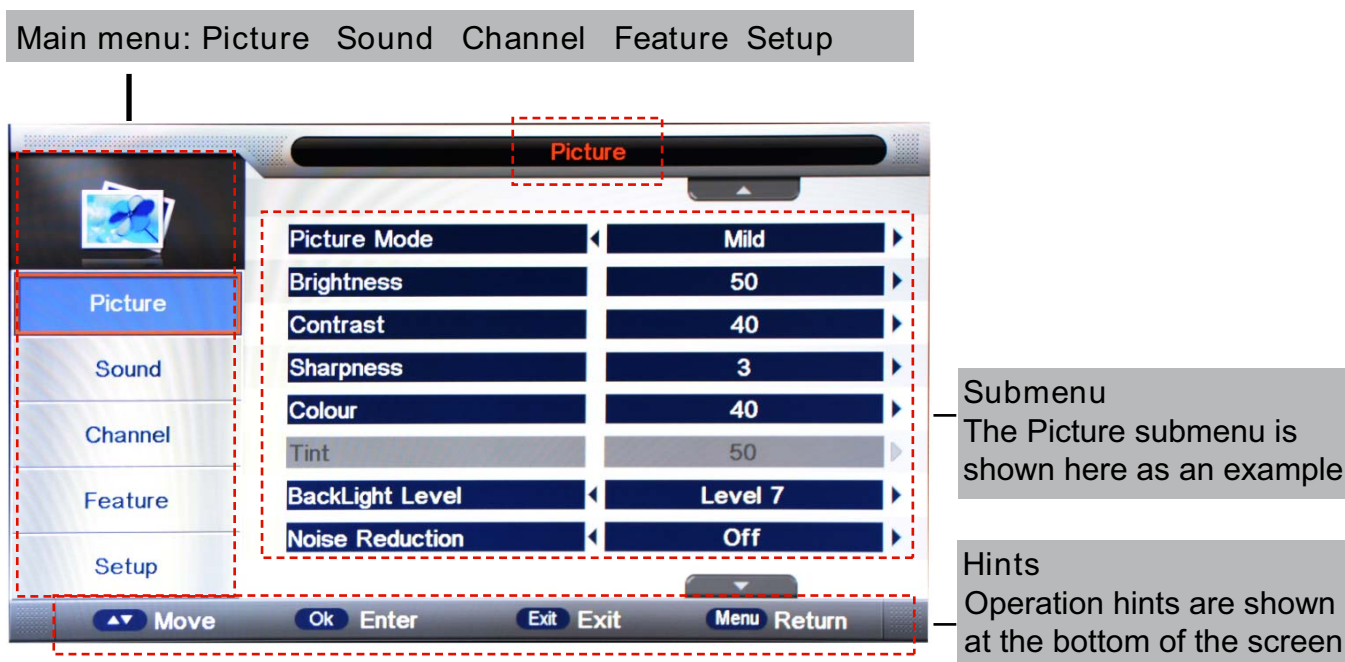 Main menu: Picture Sound Channel Feature Setup
Picture
Picture
Sound
Channel
Feature
Setup
Picture Mode Mild
Brightness 50
Contrast 40
Sharpness 3
Colour 40
Tint 50
BackLight Level Level 7
Noise Reduction Off
Move Ok Enter Exit Exit Menu Return
Submenu
The Picture submenu is
shown here as an example
Hints
Operation hints are shown
at the bottom of the screen